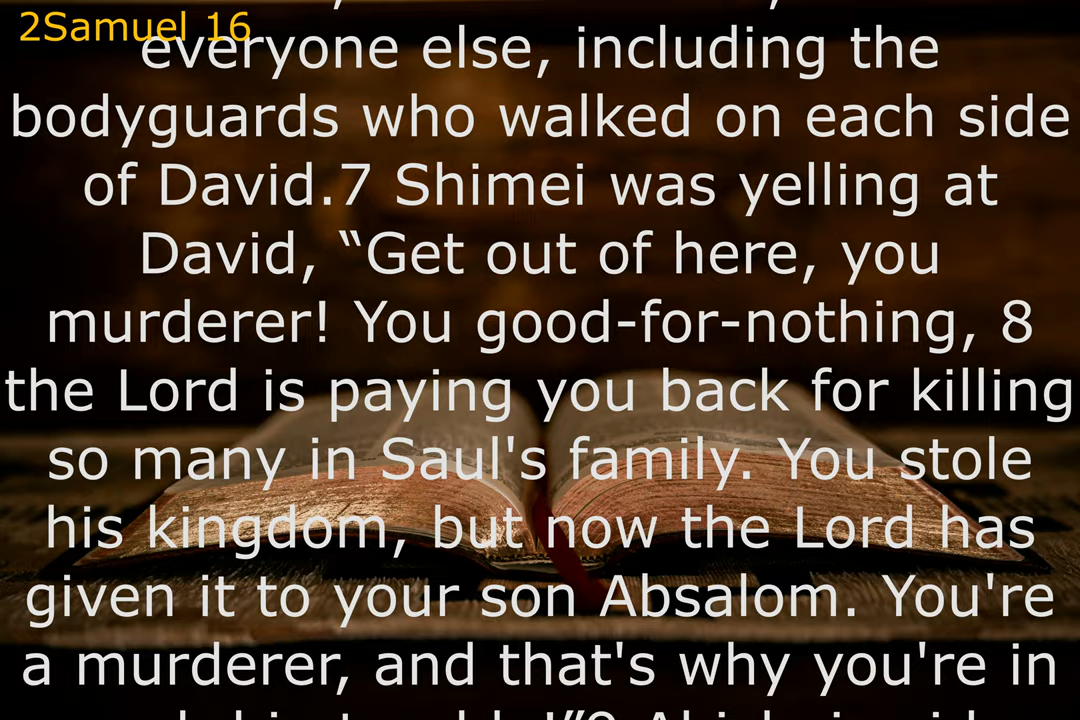 2Samuel 16
everyone else, including the
bodyguards who walked on each side
of David.7 Shimei was yelling at
David, “Get out of here, you
murderer! You good-for-nothing, 8
the Lord is paying you back for killing
so many in Saul's family. You stole
his kingdom, but now the Lord has
given it to your son Absalom. You're
a murderer, and that's why you're in